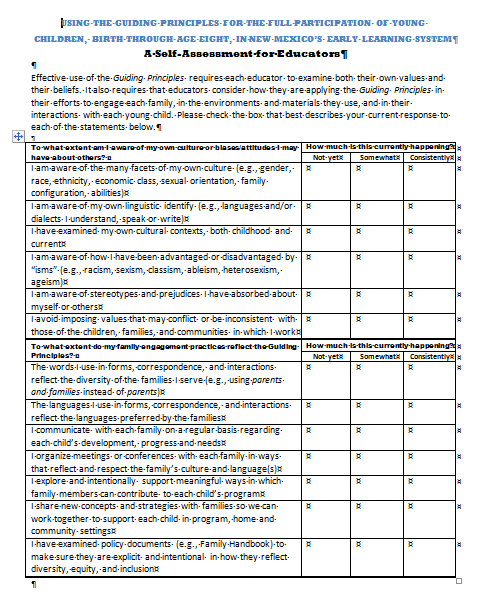 USING THE GUIDING PRINCIPLES FOR THE FULL PARTICIPATION OF YOUNG
CHILDREN, BIRTH THROUGH AGE EIGHT, IN NEW MEXICO'S EARLY LEARNING SYSTEM¶
A Self-Assessment for Educators¶
¶
Effective use of the Guiding Principles requires each educator to examine both their own values and
their beliefs. It also requires that educators consider how they are applying the Guiding Principles in
their efforts to engage each family, in the environments and materials they use, and in their
interactions with each young child. Please check the box that best describes your current response to
each of the statements below.¶
¶
To what extent am I aware of my own culture or biases/attitudes I may How much is this currently happening?¤
have about others? ¤ Not yet¤ Somewhat¤ Consistently¤ ¤
I am aware of the many facets of my own culture (e.g., gender, ¤ ¤ ¤ ¤
race, ethnicity, economic class, sexual orientation, family
configuration, abilities)¤
I am aware of my own linguistic identify (e.g., languages and/or ¤ ¤ ¤ ¤
dialects I understand, speak or write)¤
I have examined my own cultural contexts, both childhood and ¤ ¤ ¤ ¤
current¤
I am aware of how I have been advantaged or disadvantaged by ¤ ¤ ¤ ¤
"isms" (e.g., racism, sexism, classism, ableism, heterosexism,
ageism)¤
I am aware of stereotypes and prejudices I have absorbed about ¤ ¤ ¤ ¤
myself or others¤
I avoid imposing values that may conflict or be inconsistent with ¤ ¤ ¤ ¤
those of the children, families, and communities in which I work¤
To what extent do my family engagement practices reflect the Guiding How much is this currently happening?¤ ¤
Principles? ¤ Not yet¤ Somewhat¤ Consistently¤ ¤
The words I use in forms, correspondence, and interactions ¤ ¤ ¤ ¤
reflect the diversity of the families I serve (e.g., using parents
and families instead of parents)¤
The languages I use in forms, correspondence, and interactions ¤ ¤ ¤ ¤
reflect the languages preferred by the families¤
I communicate with each family on a regular basis regarding ¤ ¤ ¤ ¤
each child's development, progress and needs¤
I organize meetings or conferences with each family in ways ¤ ¤ ¤ ¤
that reflect and respect the family's culture and language(s)¤
I explore and intentionally support meaningful ways in which ¤ ¤ ¤ ¤
family members can contribute to each child's program¤
I share new concepts and strategies with families so we can ¤ ¤ ¤ ¤
work together to support each child in program, home and
community settings¤
I have examined policy documents (e.g., Family Handbook) to ¤ ¤ ¤ ¤
make sure they are explicit and intentional in how they reflect
diversity, equity, and inclusion¤
¶